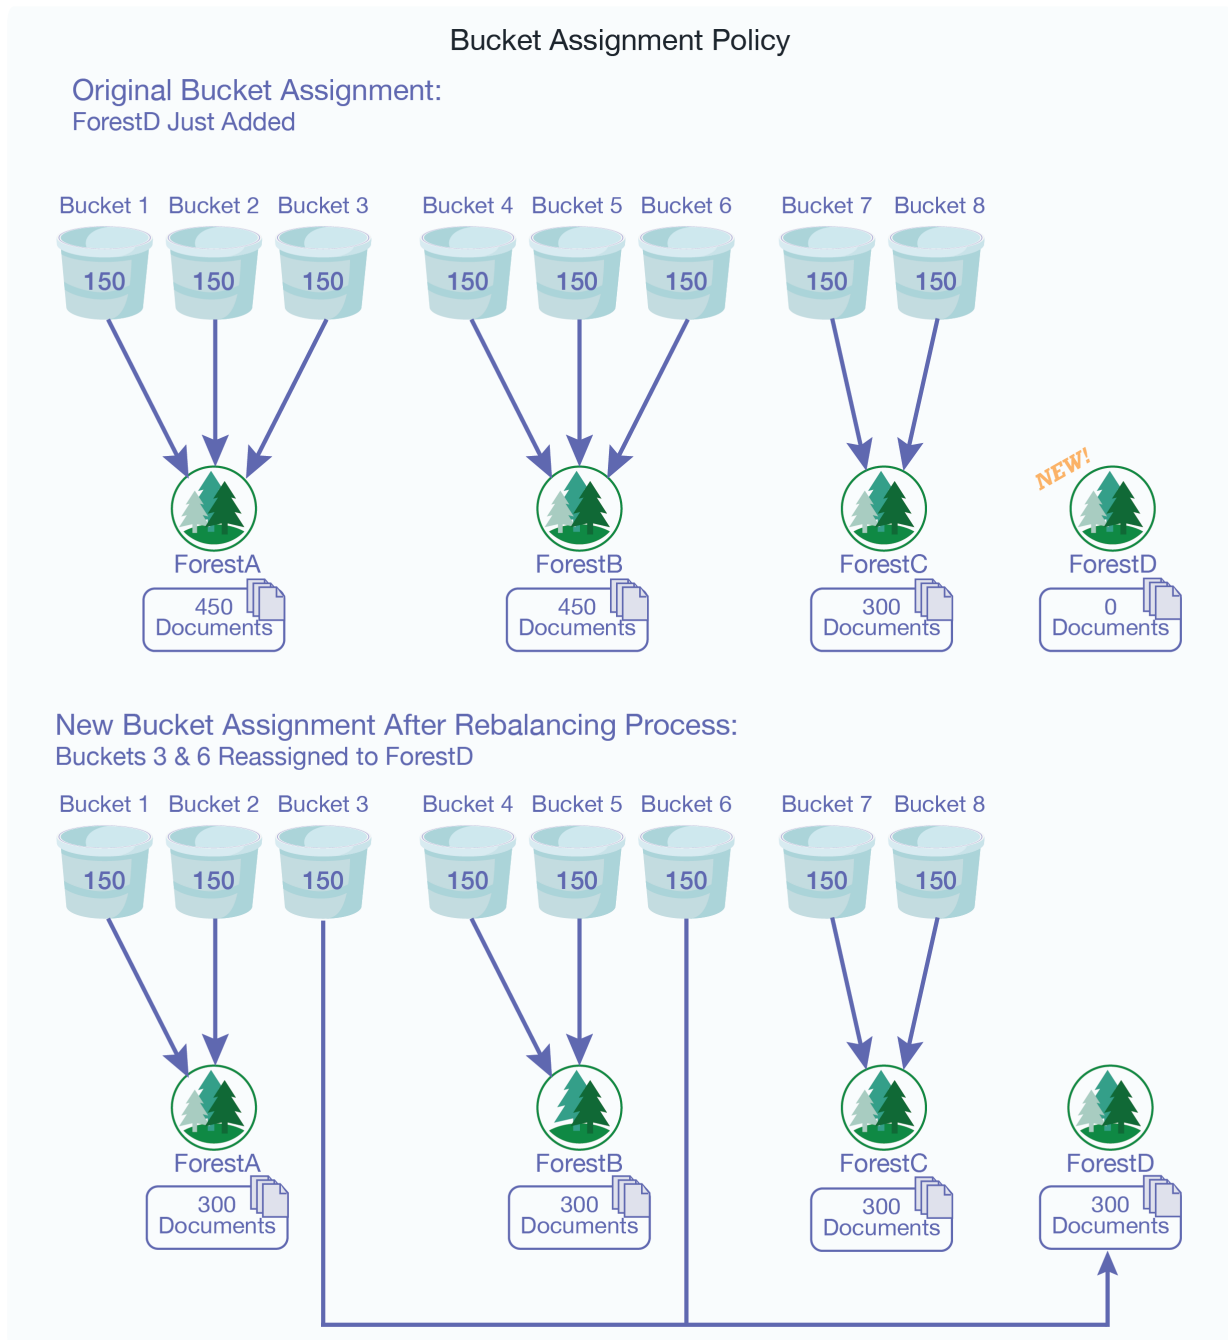 Bucket Assignment Policy
Original Bucket Assignment:
ForestD Just Added
Bucket 1 Bucket 2 Bucket 3 Bucket 4 Bucket 5 Bucket 6 Bucket 7 Bucket 8
150 150 150 150 150 150 150 150
NEW!
ForestA ForestB ForestC ForestD
450 450 300 0
Documents Documents Documents Documents
New Bucket Assignment After Rebalancing Process:
Buckets 3 & 6 Reassigned to ForestD
Bucket 1 Bucket 2 Bucket 3 Bucket 4 Bucket 5 Bucket 6 Bucket 7 Bucket 8
150 150 150 150 150 150 150 150
ForestA ForestB ForestC ForestD
300 300 300 300
Documents Documents Documents Documents